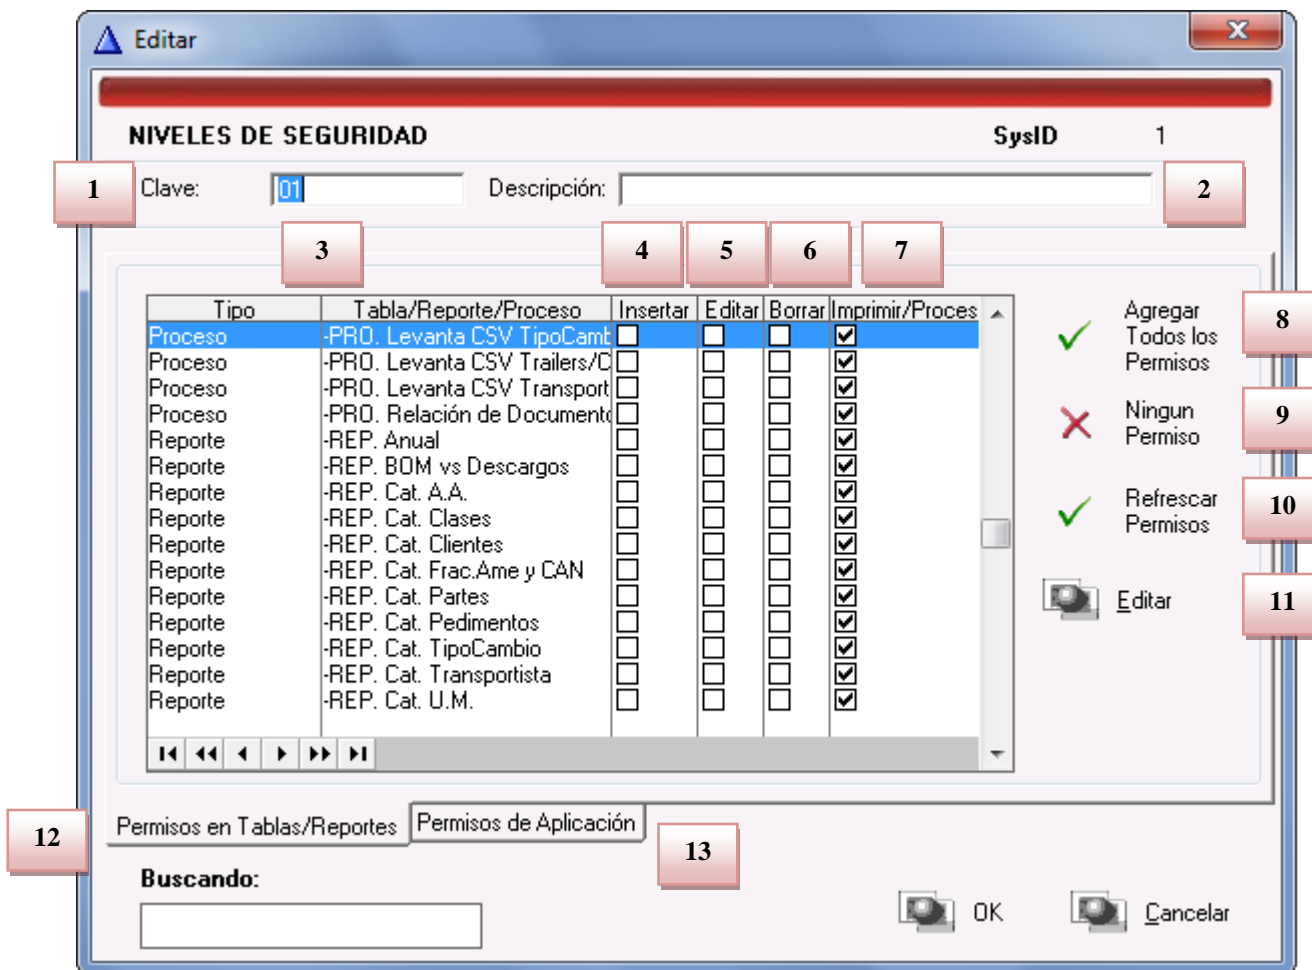 Editar
NIVELES DE SEGURIDAD SysID 1
1 Clave: 01 Descripción: 2
3 4 5 6 7
Tipo Tabla/Reporte/Proceso Insertar Editar Borrar Imprimir/Proces
Proceso -PRO. Levanta CSV TipoCamb
Proceso -PRO. Levanta CSV Trailers/C
Proceso -PRO. Levanta CSV Transport
Proceso -PRO. Relación de Documento
Reporte -REP. Anual
Reporte -REP. BOM vs Descargos
Reporte -REP. Cat. A.A.
Reporte -REP. Cat. Clases
Reporte -REP. Cat. Clientes
Reporte -REP. Cat. Frac.Ame y CAN
Reporte -REP. Cat. Partes
Reporte -REP. Cat. Pedimentos
Reporte -REP. Cat. TipoCambio
Reporte -REP. Cat. Transportista
Reporte -REP. Cat. U.M.
Agregar
Todos los
Permisos
8
Ningun
Permiso
9
Refrescar
Permisos
10
Editar 11
12 Permisos en Tablas/Reportes Permisos de Aplicación 13
Buscando:
OK Cancelar